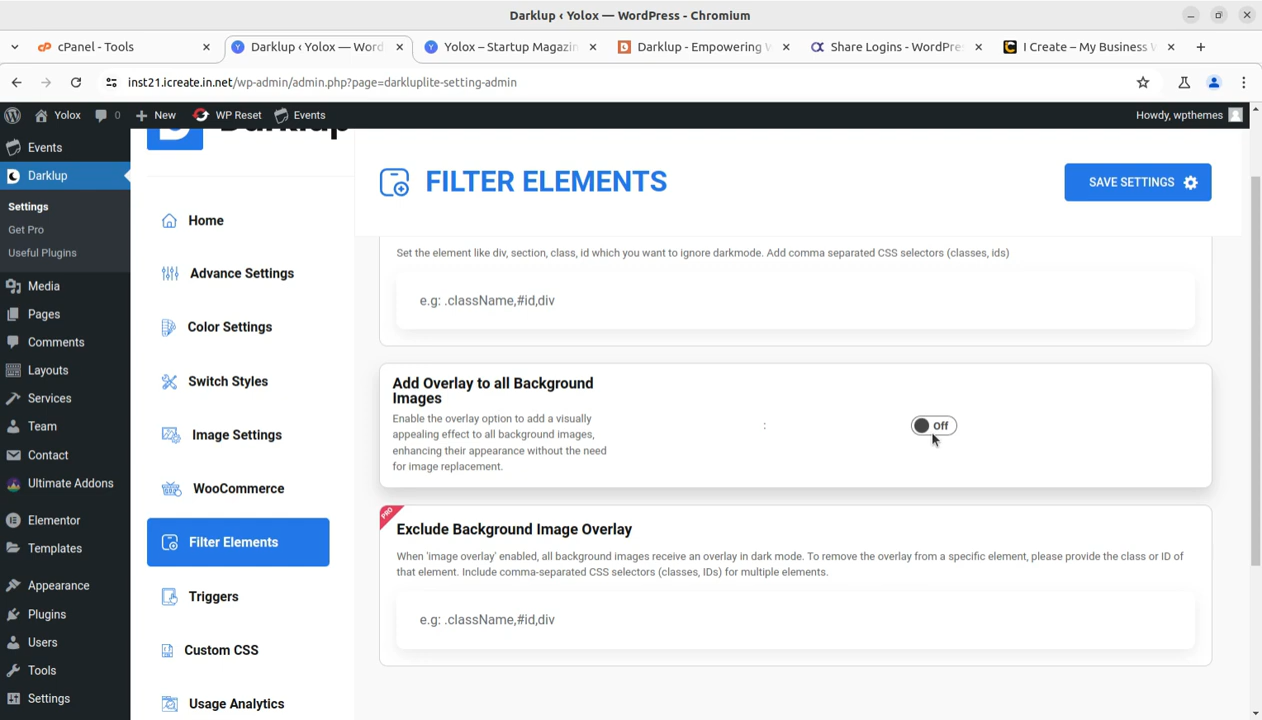 Darklup ‹ Yolox — WordPress - Chromium
cPanel - Tools
Darklup ‹ Yolox — Word
Yolox – Startup Magazin
Darklup - Empowering W
Share Logins - WordPre
I Create – My Business W
inst21.icreate.in.net/wp-admin/admin.php?page=darkluplite-setting-admin
Yolox
0
New
WP Reset
Events
Howdy, wpthemes
Events
Darklup
Settings
Get Pro
Useful Plugins
Media
Pages
Comments
Layouts
Services
Team
Contact
Ultimate Addons
Elementor
Templates
Appearance
Plugins
Users
Tools
Settings
Darklup
Home
Advance Settings
Color Settings
Switch Styles
Image Settings
WooCommerce
Filter Elements
Triggers
Custom CSS
Usage Analytics
FILTER ELEMENTS
SAVE SETTINGS
Set the element like div, section, class, id which you want to ignore darkmode. Add comma separated CSS selectors (classes, ids)
e.g: .className,#id,div
Add Overlay to all Background
Images
Enable the overlay option to add a visually
appealing effect to all background images,
enhancing their appearance without the need
for image replacement.
:
Off
PRO
Exclude Background Image Overlay
When 'image overlay' enabled, all background images receive an overlay in dark mode. To remove the overlay from a specific element, please provide the class or ID of
that element. Include comma-separated CSS selectors (classes, IDs) for multiple elements.
e.g: .className,#id,div